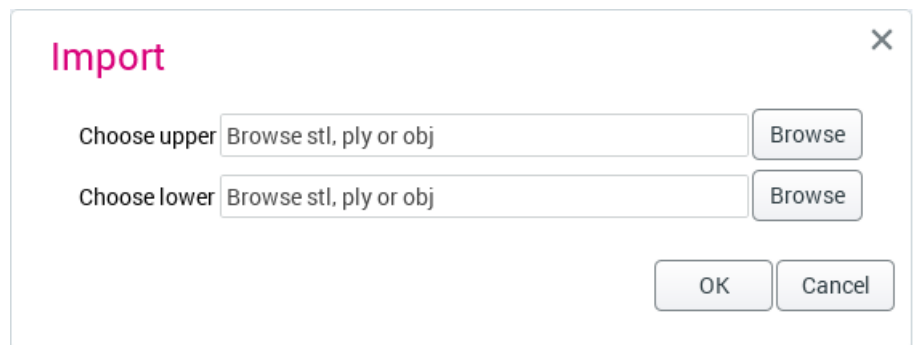 Import
Choose upper Browse stl, ply or obj Browse
Choose lower Browse stl, ply or obj Browse
OK Cancel